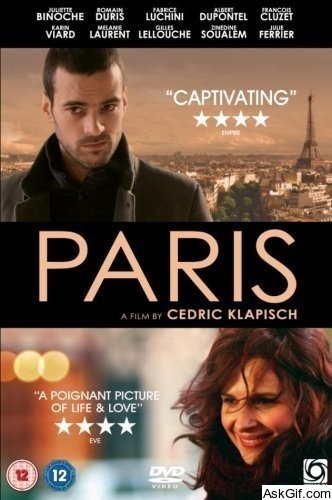 JULIETTE BINOCHE
ROMAIN DURIS
FABRICE LUCHINI
ALBERT DUPONTEL
FRANCOIS CLUZET
KARIN VIARD
MELANIE LAURENT
GILLES LELLOUCHE
ZINEDINE SOUALEM
JULIE FERRIER
"CAPTIVATING"
EMPIRE
PARIS
A FILM BY CEDRIC KLAPISCH
"A POIGNANT PICTURE
OF LIFE & LOVE"
EVE
12
12
DVD
VIDEO
AskGif.com